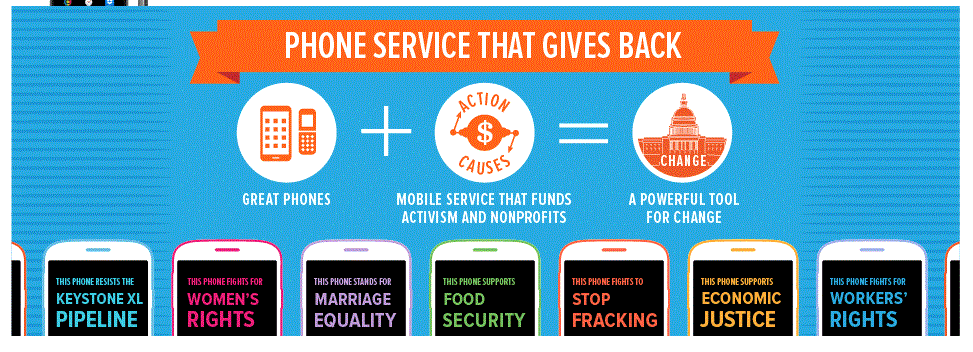 PHONE SERVICE THAT GIVES BACK
ACTION
$
CAUSES
CHANGE
GREAT PHONES
MOBILE SERVICE THAT FUNDS
ACTIVISM AND NONPROFITS
A POWERFUL TOOL
FOR CHANGE
THIS PHONE RESISTS THE
KEYSTONE XL
PIPELINE
THIS PHONE FIGHTS FOR
WOMEN'S
RIGHTS
THIS PHONE STANDS FOR
MARRIAGE
EQUALITY
THIS PHONE SUPPORTS
FOOD
SECURITY
THIS PHONE FIGHTS TO
STOP
FRACKING
THIS PHONE SUPPORTS
ECONOMIC
JUSTICE
THIS PHONE FIGHTS FOR
WORKERS'
RIGHTS